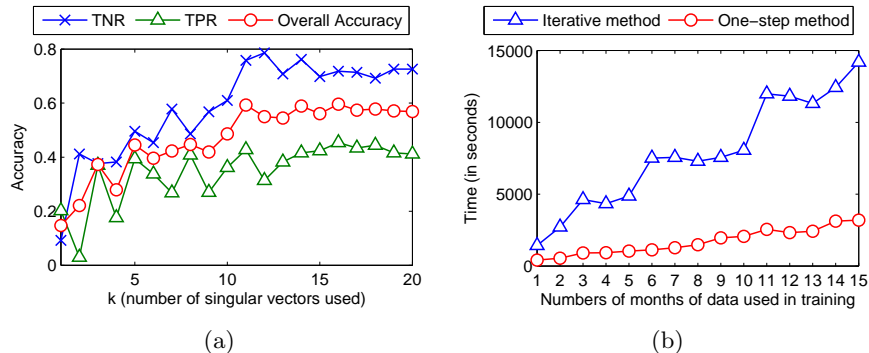 TNR TPR Overall Accuracy
0.8
0.6
0.4
0.2
0
Accuracy
5 10 15 20
k (number of singular vectors used)
(a)
Iterative method One-step method
15000
10000
5000
0
Time (in seconds)
1 2 3 4 5 6 7 8 9 10 11 12 13 14 15
Numbers of months of data used in training
(b)